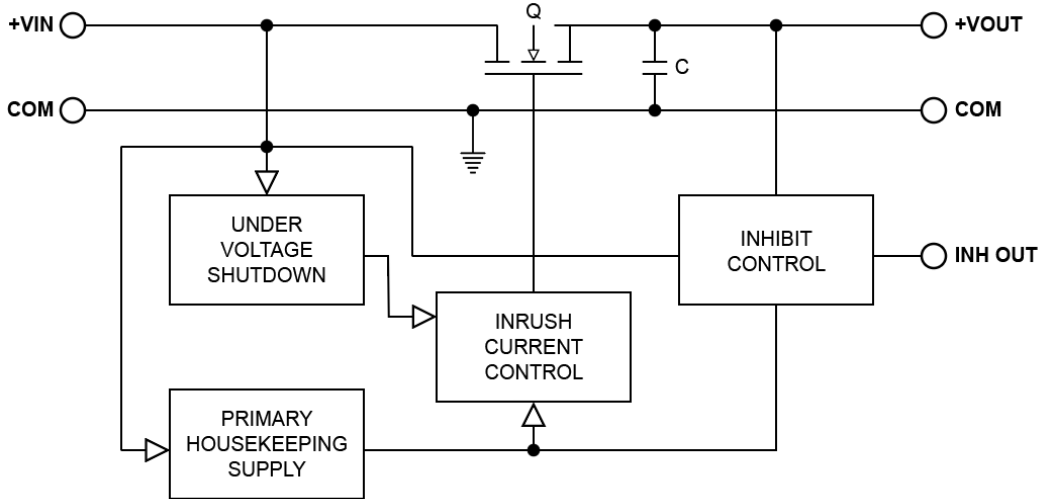 Q
+VIN
+VOUT
C
COM
COM
UNDER
VOLTAGE
SHUTDOWN
INHIBIT
CONTROL
INH OUT
INRUSH
CURRENT
CONTROL
PRIMARY
HOUSEKEEPING
SUPPLY